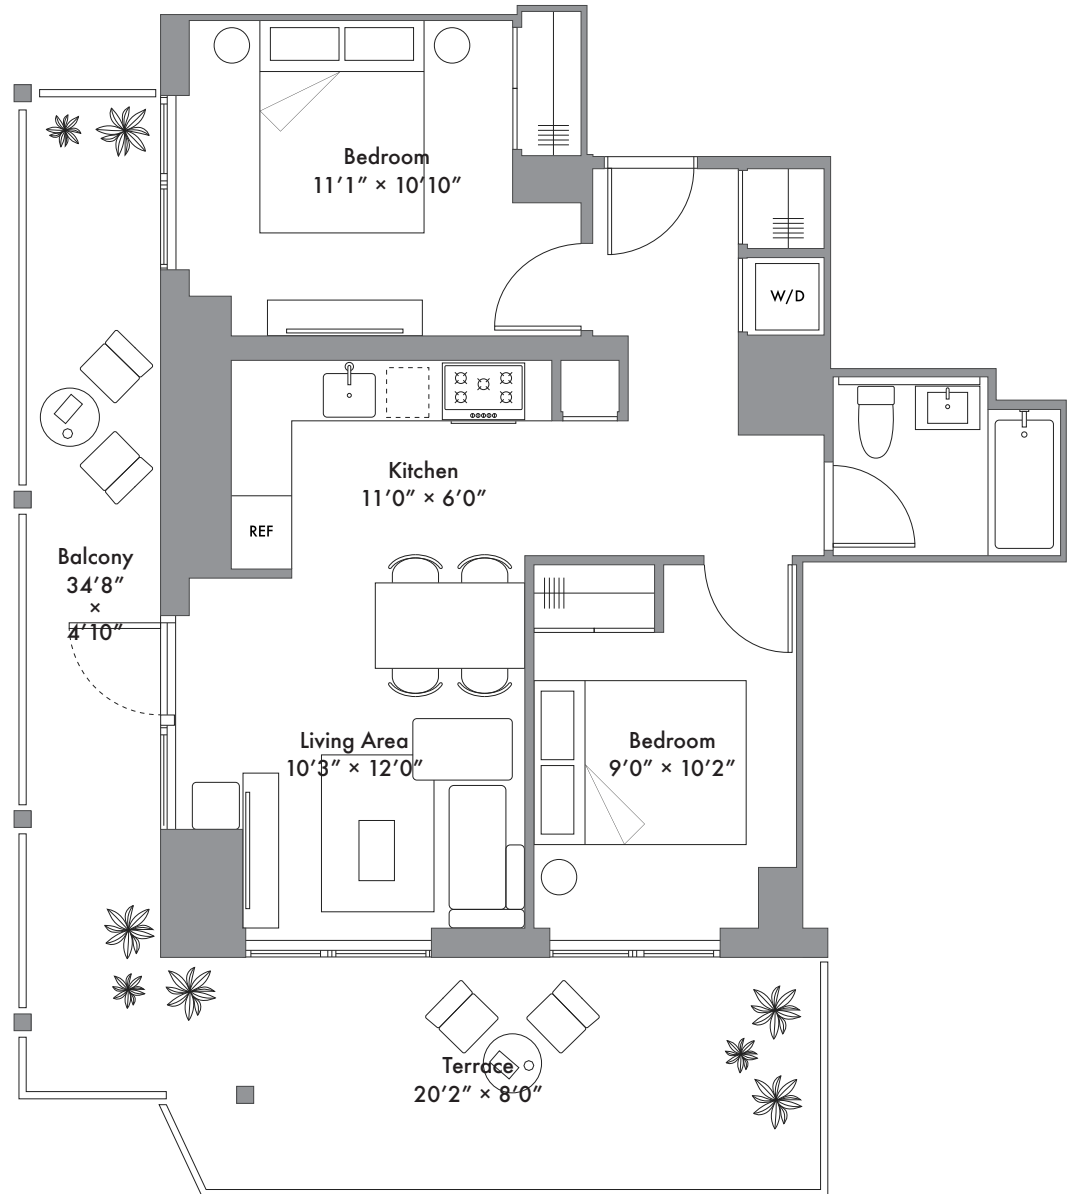 Bedroom
11’1” × 10’10”
W/D
Kitchen
11’0” × 6’0”
REF
Balcony
34’8”
×
4’10”
Living Area
10’3” × 12’0”
Bedroom
9’0” × 10’2”
Terrace
20’2” × 8’0”